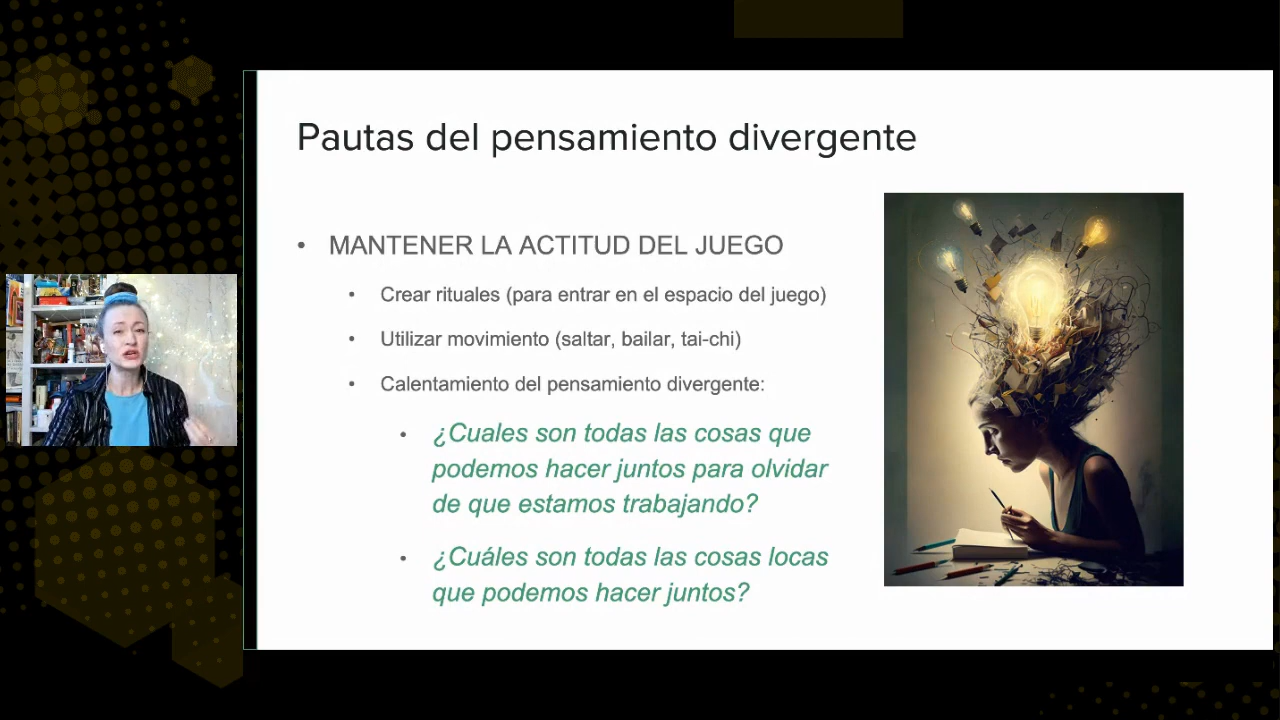 Pautas del pensamiento divergente
• MANTENER LA ACTITUD DEL JUEGO
• Crear rituales (para entrar en el espacio del juego)
• Utilizar movimiento (saltar, bailar, tai-chi)
• Calentamiento del pensamiento divergente:
• ¿Cuales son todas las cosas que
podemos hacer juntos para olvidar
de que estamos trabajando?
• ¿Cuáles son todas las cosas locas
que podemos hacer juntos?